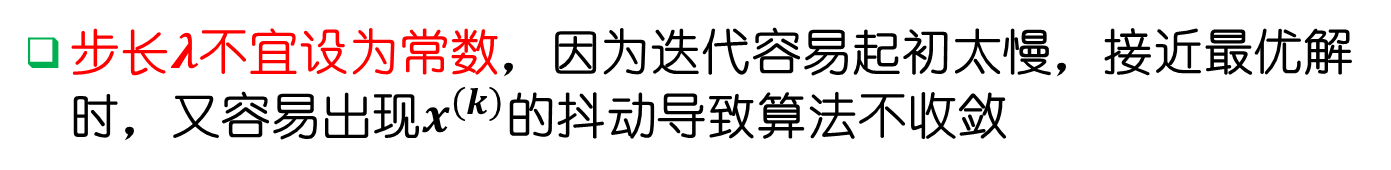 步长λ不宜设为常数，因为迭代容易起初太慢，接近最优解
时，又容易出现x⁽ᵏ⁾的抖动导致算法不收敛